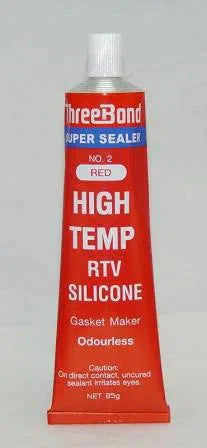 ThreeBond
SUPER SEALER
NO. 2
RED
HIGH
TEMP
RTV
SILICONE
Gasket Maker
Odourless
Caution:
On direct contact, uncured
sealant irritates eyes.
NET 85g